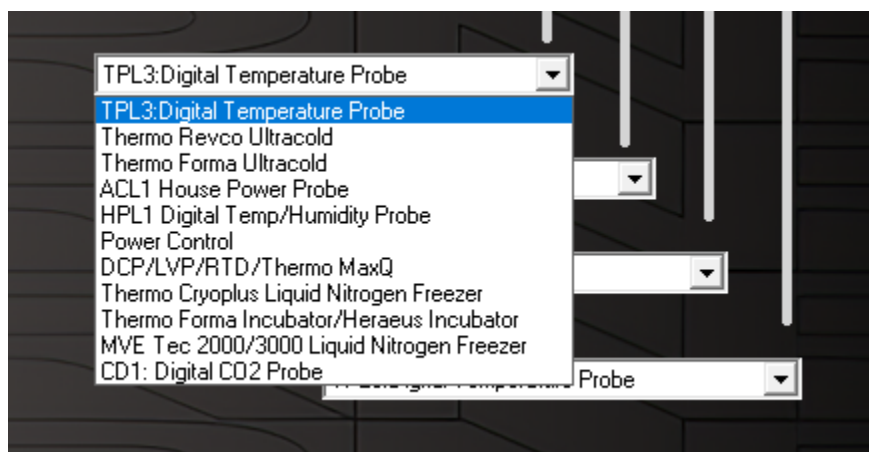 TPL3:Digital Temperature Probe
TPL3:Digital Temperature Probe
Thermo Revco Ultracold
Thermo Forma Ultracold
ACL1 House Power Probe
HPL1 Digital Temp/Humidity Probe
Power Control
DCP/LVP/RTD/Thermo MaxQ
Thermo Cryoplus Liquid Nitrogen Freezer
Thermo Forma Incubator/Heraeus Incubator
MVE Tec 2000/3000 Liquid Nitrogen Freezer
CD1: Digital CO2 Probe
Probe